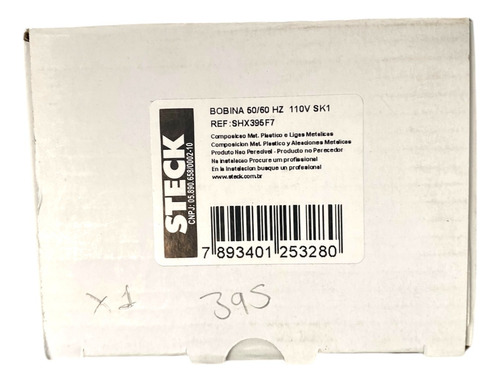 STECK
CNPJ: 05.890.658/0002-10
BOBINA 50/60 HZ 110V SK1
REF:SHX395F7
Composicao Mat. Plastico e Ligas Metalicas
Composicion Mat. Plastico y Aleaciones Metalicas
Produto Nao Perecivel - Producto no Perecedor
Na instalacao Procure um profissional
En la instalacion busque un profissional
www.steck.com.br
7 893401 253280
x1 395